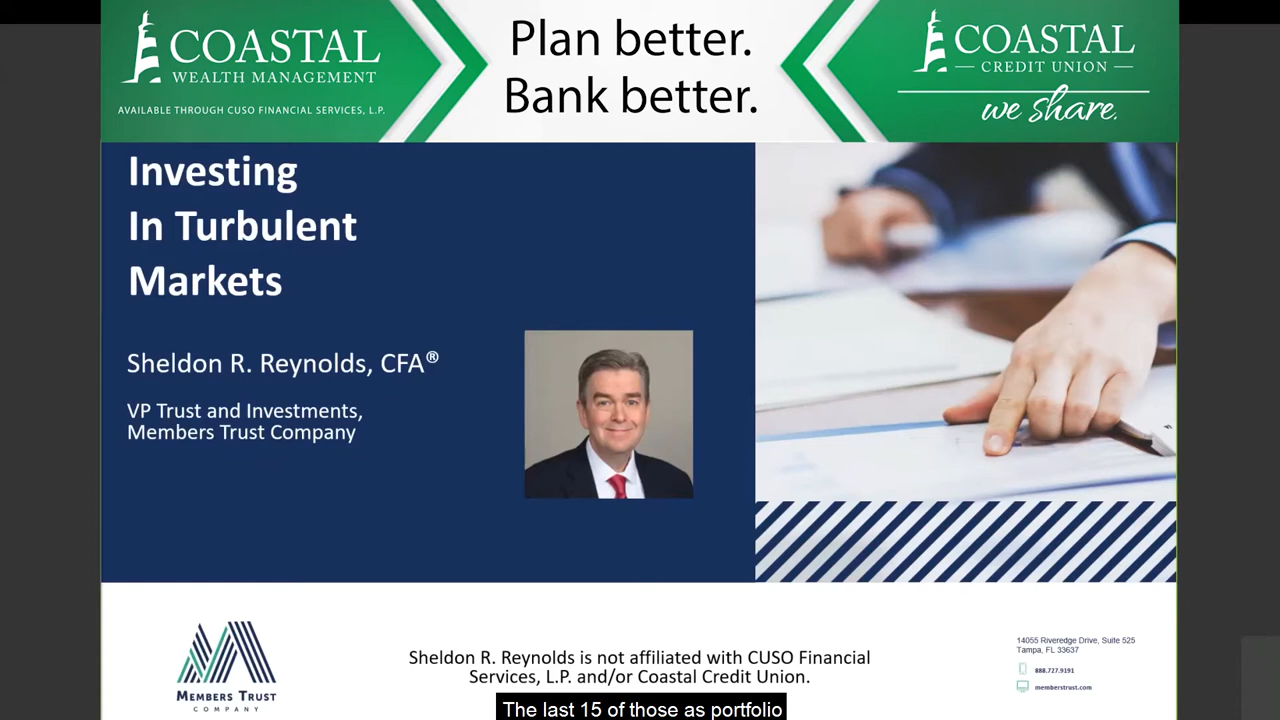 COASTAL
WEALTH MANAGEMENT
AVAILABLE THROUGH CUSO FINANCIAL SERVICES, L.P.
Plan better.
Bank better.
COASTAL
CREDIT UNION
we share.
Investing
In Turbulent
Markets
Sheldon R. Reynolds, CFA®
VP Trust and Investments,
Members Trust Company
MEMBERS TRUST
COMPANY
Sheldon R. Reynolds is not affiliated with CUSO Financial
Services, L.P. and/or Coastal Credit Union.
14055 Riveredge Drive, Suite 525
Tampa, FL 33637
888.727.9191
memberstrust.com
The last 15 of those as portfolio